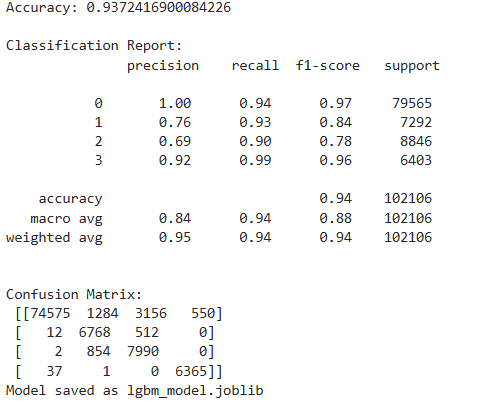 Accuracy: 0.9372416900084226

Classification Report:
               precision    recall  f1-score   support

           0       1.00      0.94      0.97     79565
           1       0.76      0.93      0.84      7292
           2       0.69      0.90      0.78      8846
           3       0.92      0.99      0.96      6403

    accuracy                           0.94    102106
   macro avg       0.84      0.94      0.88    102106
weighted avg       0.95      0.94      0.94    102106


Confusion Matrix:
 [[74575  1284  3156   550]
 [   12  6768   512     0]
 [    2   854  7990     0]
 [   37     1     0  6365]]
Model saved as lgbm_model.joblib